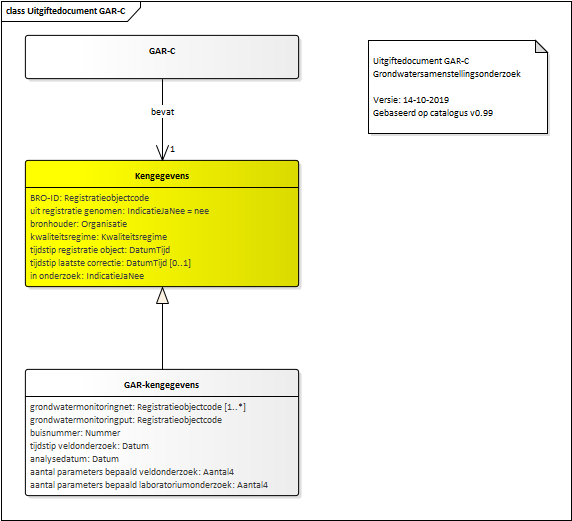 class Uitgiftedocument GAR-C
GAR-C
Uitgiftedocument GAR-C
Grondwatersamenstellingsonderzoek
Versie: 14-10-2019
Gebaseerd op catalogus v0.99
bevat
1
Kengegevens
BRO-ID: Registratieobjectcode
uit registratie genomen: IndicatieJaNee = nee
bronhouder: Organisatie
kwaliteitsregime: Kwaliteitsregime
tijdstip registratie object: DatumTijd
tijdstip laatste correctie: DatumTijd [0..1]
in onderzoek: IndicatieJaNee
GAR-kengegevens
grondwatermonitoringnet: Registratieobjectcode [1..*]
grondwatermonitoringput: Registratieobjectcode
buisnummer: Nummer
tijdstip veldonderzoek: Datum
analysedatum: Datum
aantal parameters bepaald veldonderzoek: Aantal4
aantal parameters bepaald laboratoriumonderzoek: Aantal4